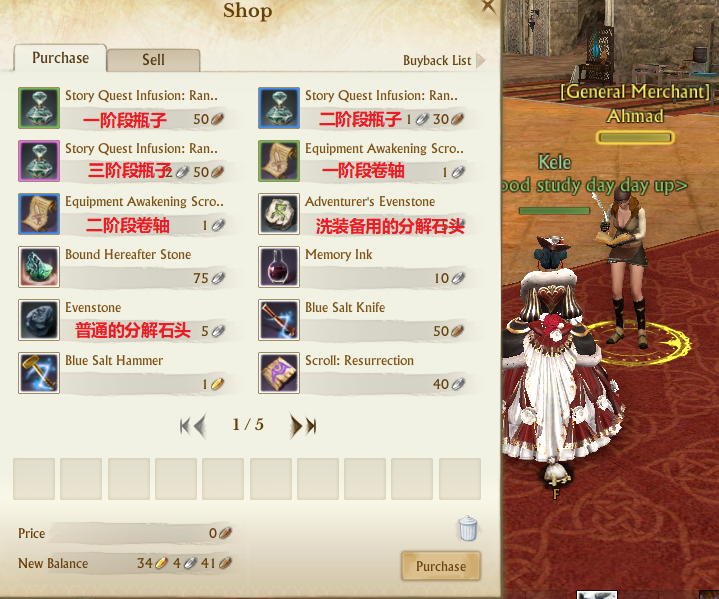 Shop
Purchase
Sell
Buyback List
Story Quest Infusion: Ran..
一阶段瓶子
50
Story Quest Infusion: Ran..
二阶段瓶子
1 30
Story Quest Infusion: Ran..
三阶段瓶子
2 50
Equipment Awakening Scro..
一阶段卷轴
1
Equipment Awakening Scro..
二阶段卷轴
1
Adventurer's Evenstone
洗装备用的分解石头
Bound Hereafter Stone
75
Memory Ink
10
Evenstone
普通的分解石头
5
Blue Salt Knife
50
Blue Salt Hammer
1
Scroll: Resurrection
40
1 / 5
Price
0
New Balance
34 4 41
Purchase
[General Merchant]
Ahmad
Kele
ood study day day up>
F